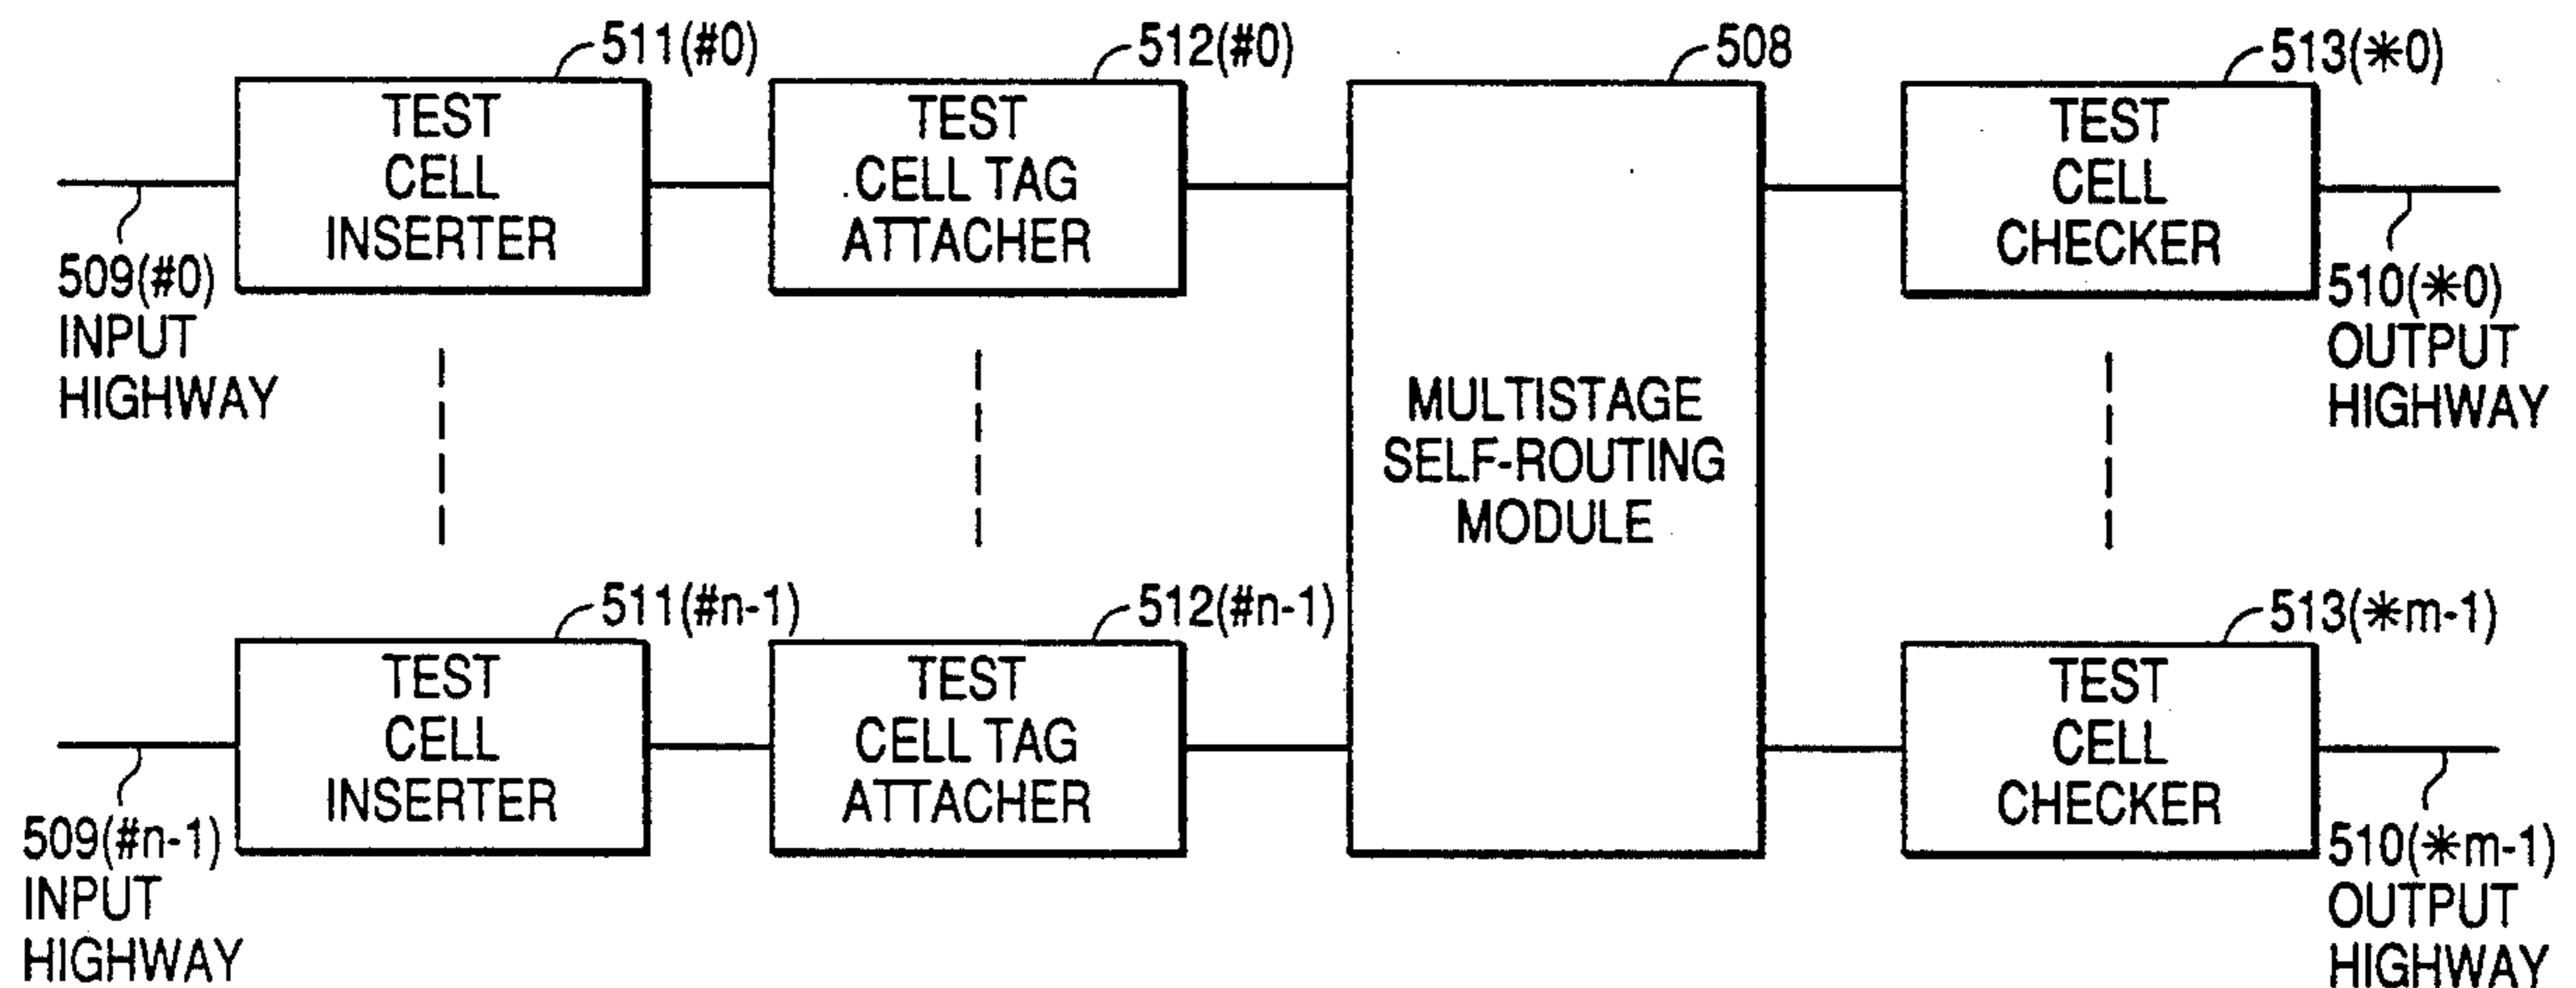 511(#0)
512(#0)
508
513(*0)
TEST
CELL
INSERTER
TEST
CELL TAG
ATTACHER
TEST
CELL
CHECKER
509(#0)
INPUT
HIGHWAY
510(*0)
OUTPUT
HIGHWAY
MULTISTAGE
SELF-ROUTING
MODULE
511(#n-1)
512(#n-1)
513(*m-1)
TEST
CELL
INSERTER
TEST
CELL TAG
ATTACHER
TEST
CELL
CHECKER
509(#n-1)
INPUT
HIGHWAY
510(*m-1)
OUTPUT
HIGHWAY